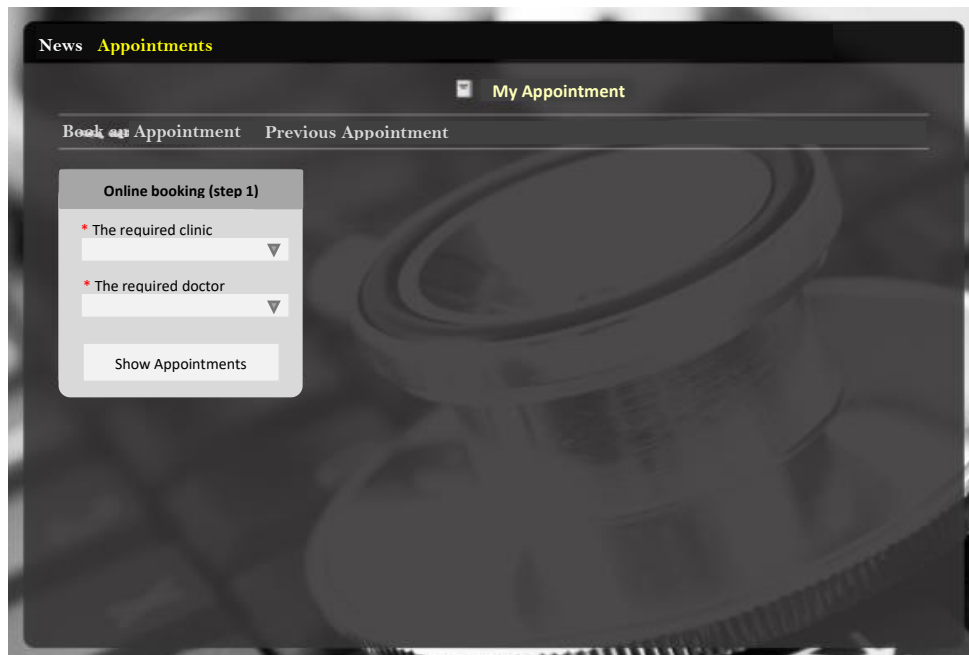 News Appointments
My Appointment
Book an Appointment Previous Appointment
Online booking (step 1)
* The required clinic
* The required doctor
Show Appointments